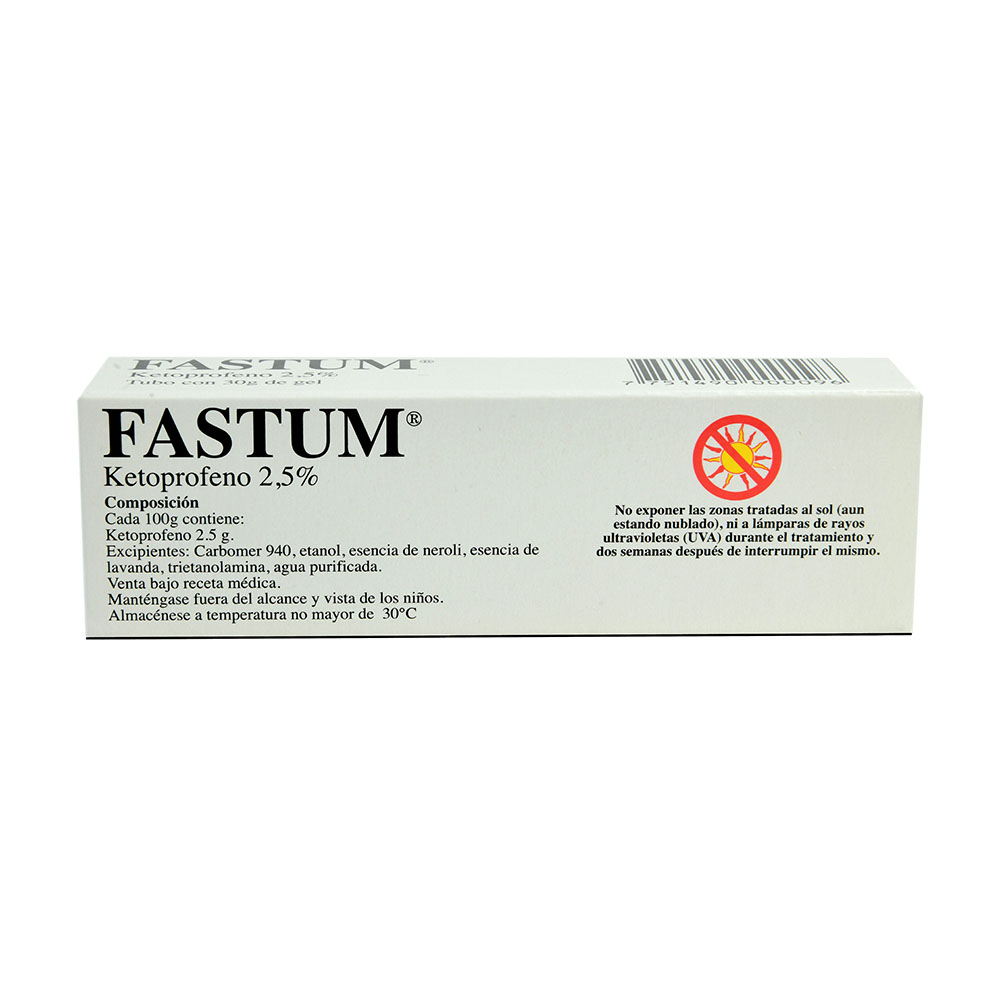 FASTUM®
Ketoprofeno 2,5%
Tubo con 30g de gel
7 751490 000096
FASTUM®
Ketoprofeno 2,5%
Composición
Cada 100g contiene:
Ketoprofeno 2.5 g.
Excipientes: Carbomer 940, etanol, esencia de neroli, esencia de
lavanda, trietanolamina, agua purificada.
Venta bajo receta médica.
Manténgase fuera del alcance y vista de los niños.
Almacénese a temperatura no mayor de 30°C
No exponer las zonas tratadas al sol (aun
estando nublado), ni a lámparas de rayos
ultravioletas (UVA) durante el tratamiento y
dos semanas después de interrumpir el mismo.